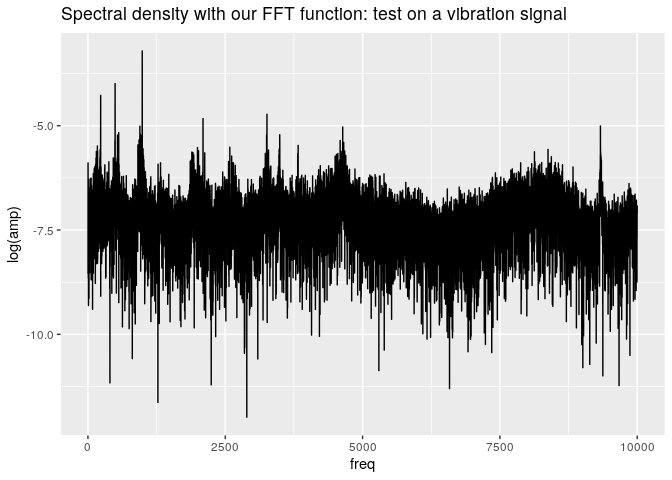 Spectral density with our FFT function: test on a vibration signal
-5.0
-7.5
-10.0
log(amp)
0 2500 5000 7500 10000
freq